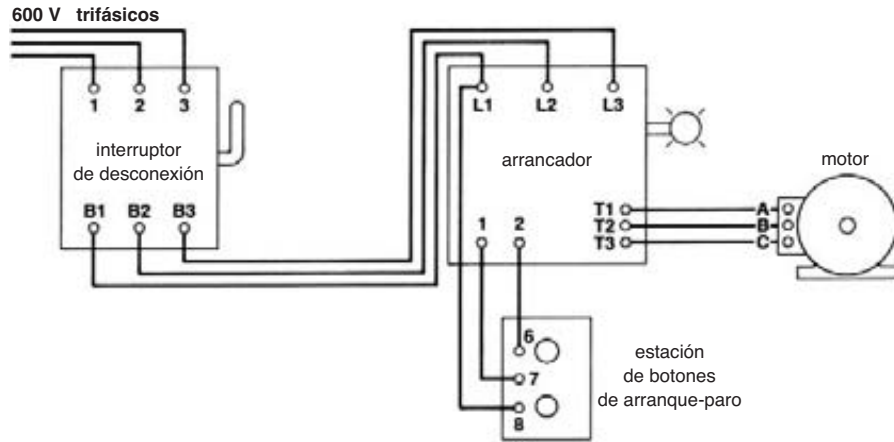 600 V trifásicos
1 2 3
interruptor
de desconexión
B1 B2 B3
L1 L2 L3
arrancador
1 2
T1
T2
T3
motor
A
B
C
6
7
8
estación
de botones
de arranque-paro